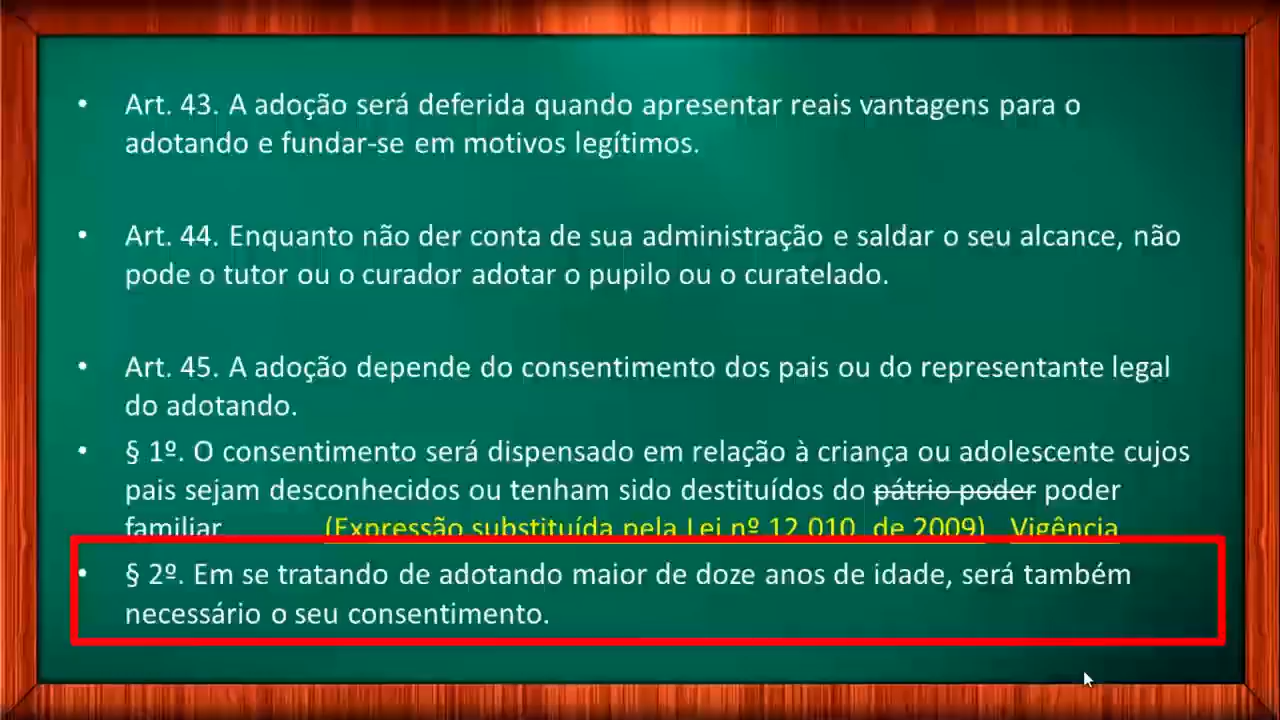 • Art. 43. A adoção será deferida quando apresentar reais vantagens para o
adotando e fundar-se em motivos legítimos.
• Art. 44. Enquanto não der conta de sua administração e saldar o seu alcance, não
pode o tutor ou o curador adotar o pupilo ou o curatelado.
• Art. 45. A adoção depende do consentimento dos pais ou do representante legal
do adotando.
• § 1º. O consentimento será dispensado em relação à criança ou adolescente cujos
pais sejam desconhecidos ou tenham sido destituídos do pátrio poder poder
familiar (Expressão substituída pela Lei nº 12.010, de 2009) Vigência
• § 2º. Em se tratando de adotando maior de doze anos de idade, será também
necessário o seu consentimento.